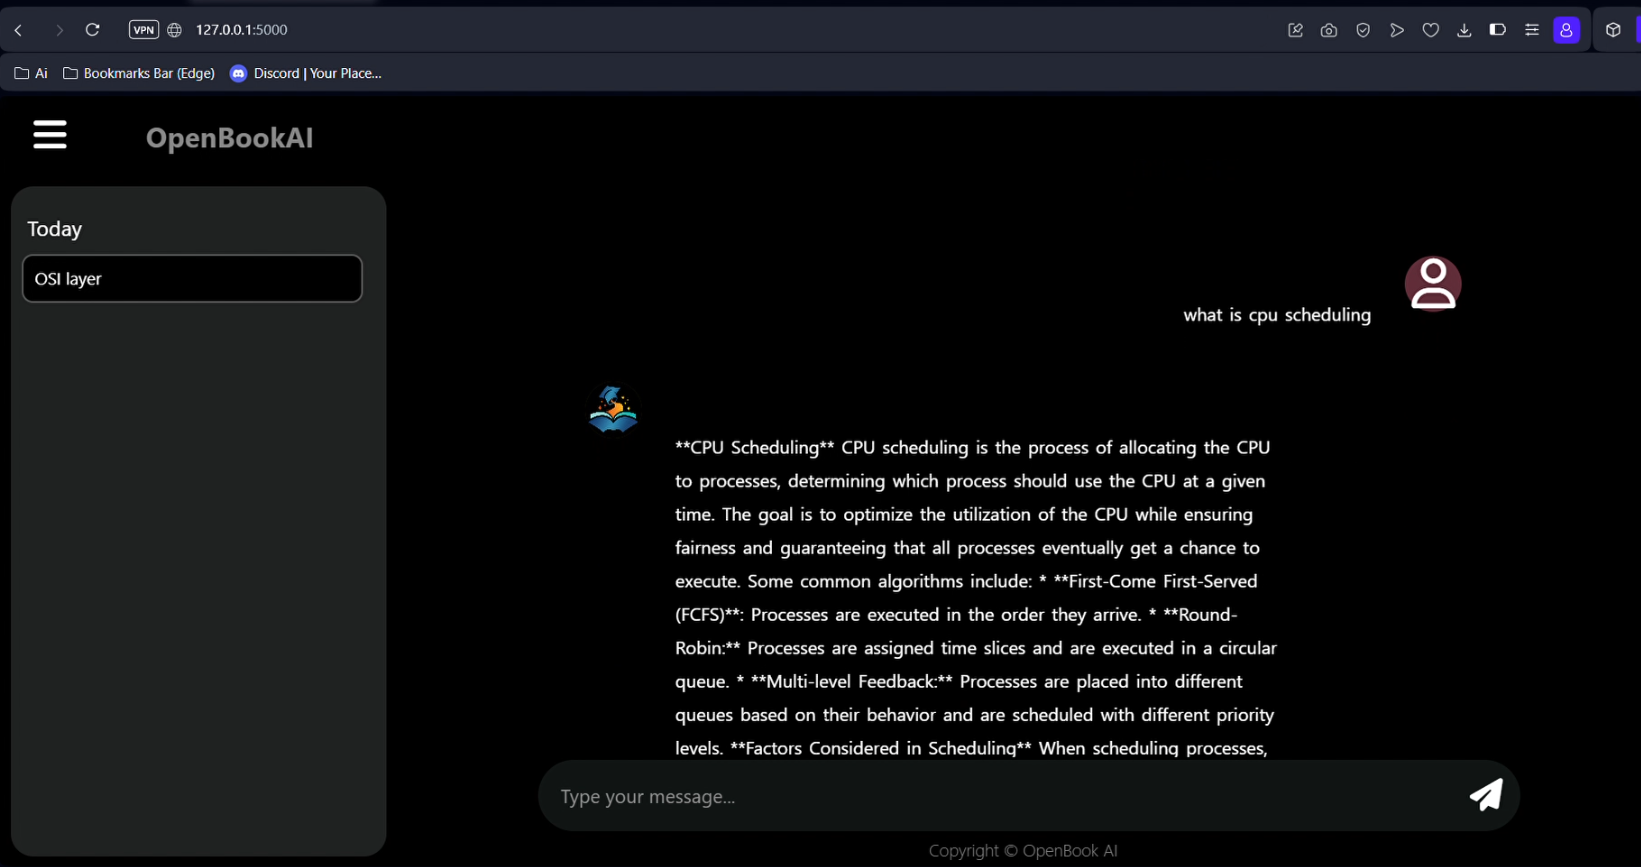 VPN 127.0.0.1:5000
Ai Bookmarks Bar (Edge) Discord | Your Place...
OpenBookAI
Today
OSI layer
what is cpu scheduling
**CPU Scheduling** CPU scheduling is the process of allocating the CPU
to processes, determining which process should use the CPU at a given
time. The goal is to optimize the utilization of the CPU while ensuring
fairness and guaranteeing that all processes eventually get a chance to
execute. Some common algorithms include: * **First-Come First-Served
(FCFS)**: Processes are executed in the order they arrive. * **Round-
Robin:** Processes are assigned time slices and are executed in a circular
queue. * **Multi-level Feedback:** Processes are placed into different
queues based on their behavior and are scheduled with different priority
levels. **Factors Considered in Scheduling** When scheduling processes,
Type your message...
Copyright © OpenBook AI